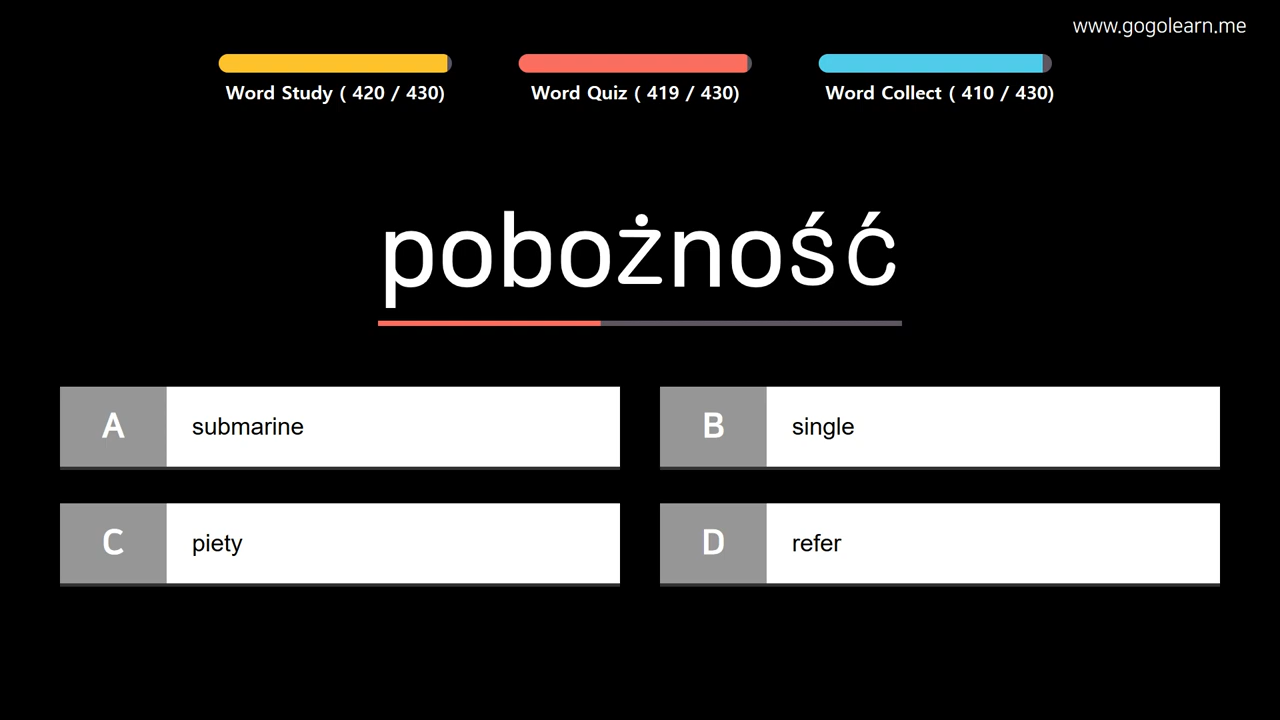 www.gogolearn.me
Word Study ( 420 / 430) Word Quiz ( 419 / 430) Word Collect ( 410 / 430)
pobożność
A submarine B single
C piety D refer